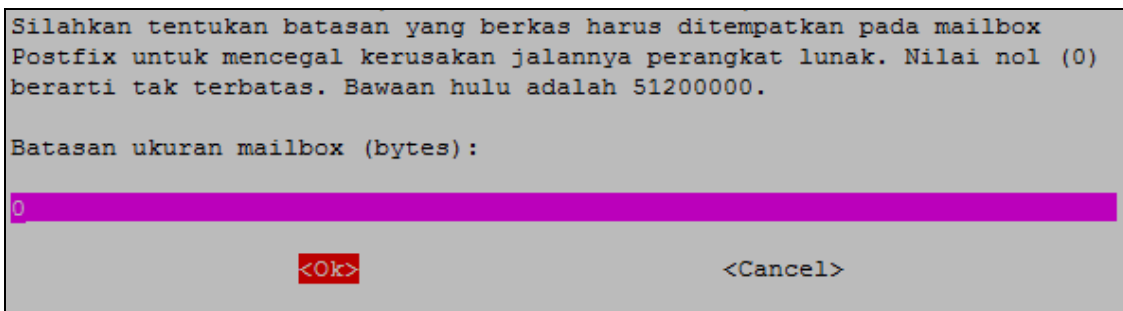 Silahkan tentukan batasan yang berkas harus ditempatkan pada mailbox
Postfix untuk mencegal kerusakan jalannya perangkat lunak. Nilai nol (0)
berarti tak terbatas. Bawaan hulu adalah 51200000.
Batasan ukuran mailbox (bytes):
0
<Ok> <Cancel>